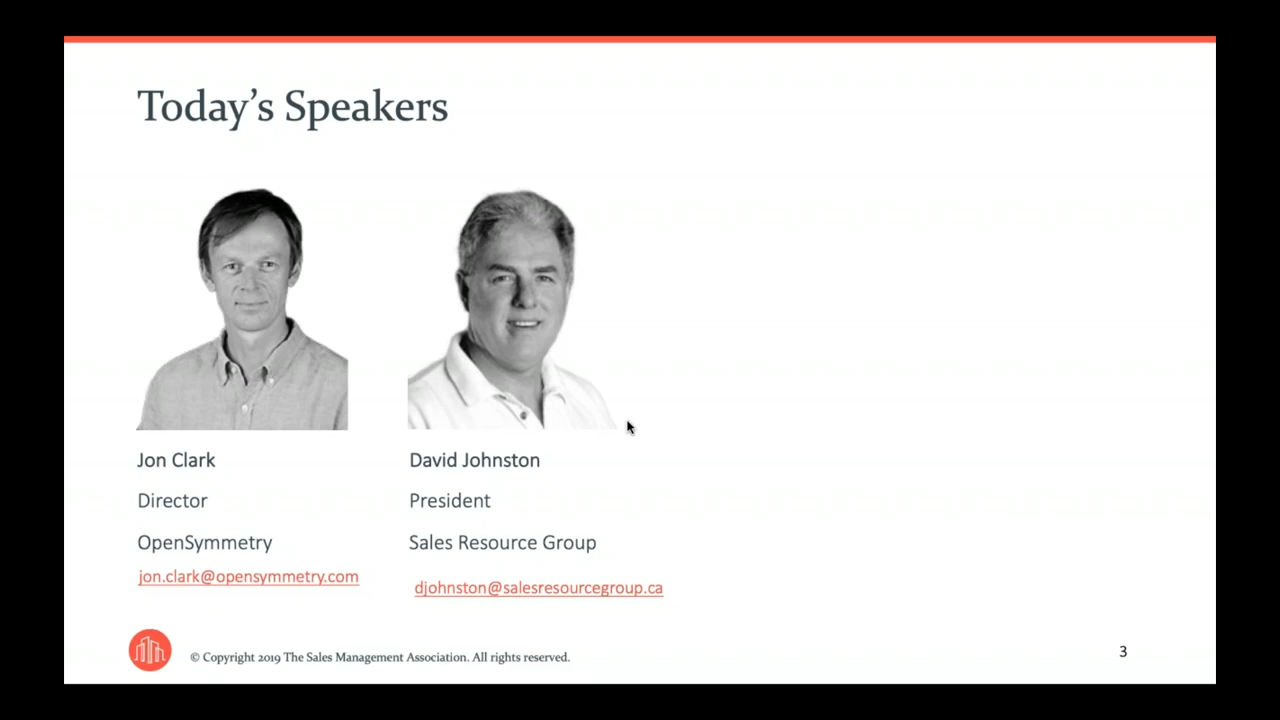 Today’s Speakers
Jon Clark
Director
OpenSymmetry
jon.clark@opensymmetry.com
David Johnston
President
Sales Resource Group
djohnston@salesresourcegroup.ca
© Copyright 2019 The Sales Management Association. All rights reserved.
3